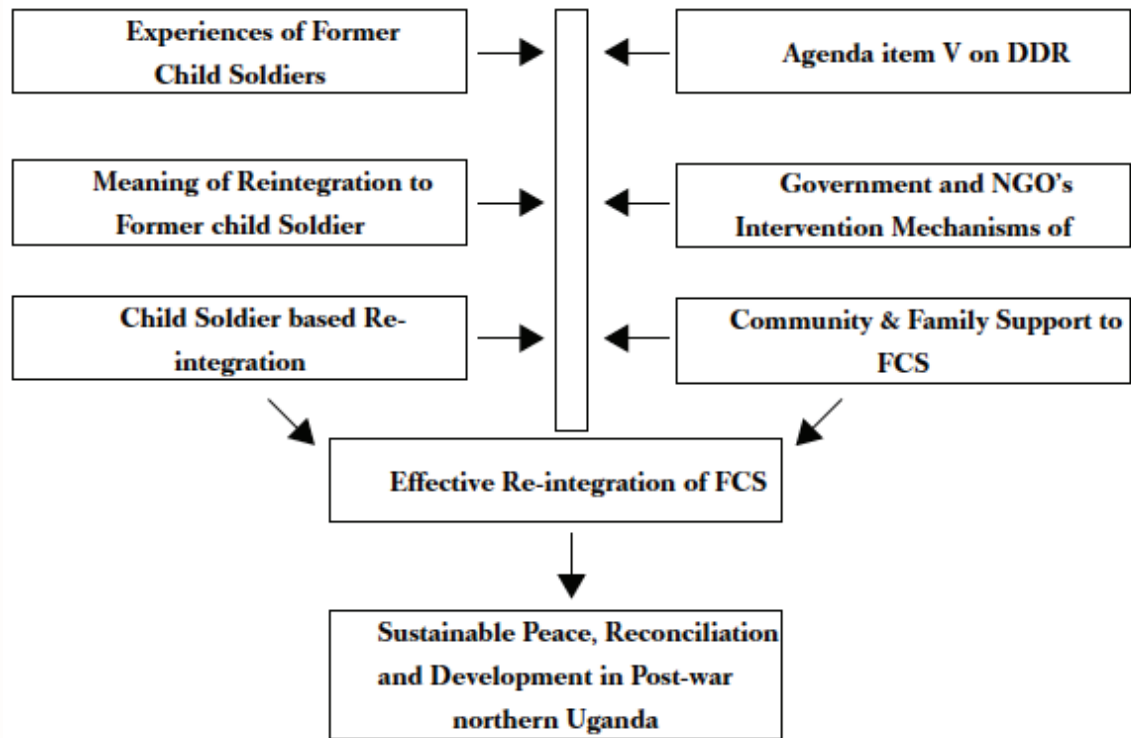 Experiences of Former
Child Soldiers
Agenda item V on DDR
Meaning of Reintegration to
Former child Soldier
Government and NGO's
Intervention Mechanisms of
Child Soldier based Re-
integration
Community & Family Support to
FCS
Effective Re-integration of FCS
Sustainable Peace, Reconciliation
and Development in Post-war
northern Uganda